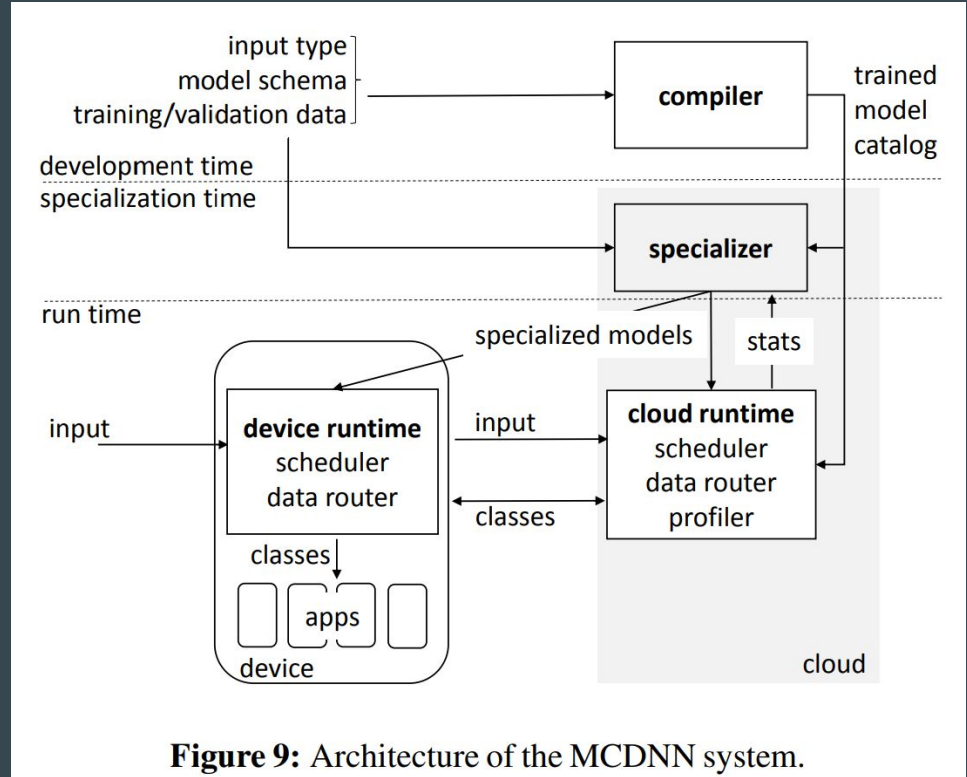 input type
model schema
training/validation data
compiler
trained
model
catalog
development time
specialization time
specializer
run time
specialized models
stats
input
device runtime
scheduler
data router
input
classes
cloud runtime
scheduler
data router
profiler
classes
apps
device
cloud
Figure 9: Architecture of the MCDNN system.